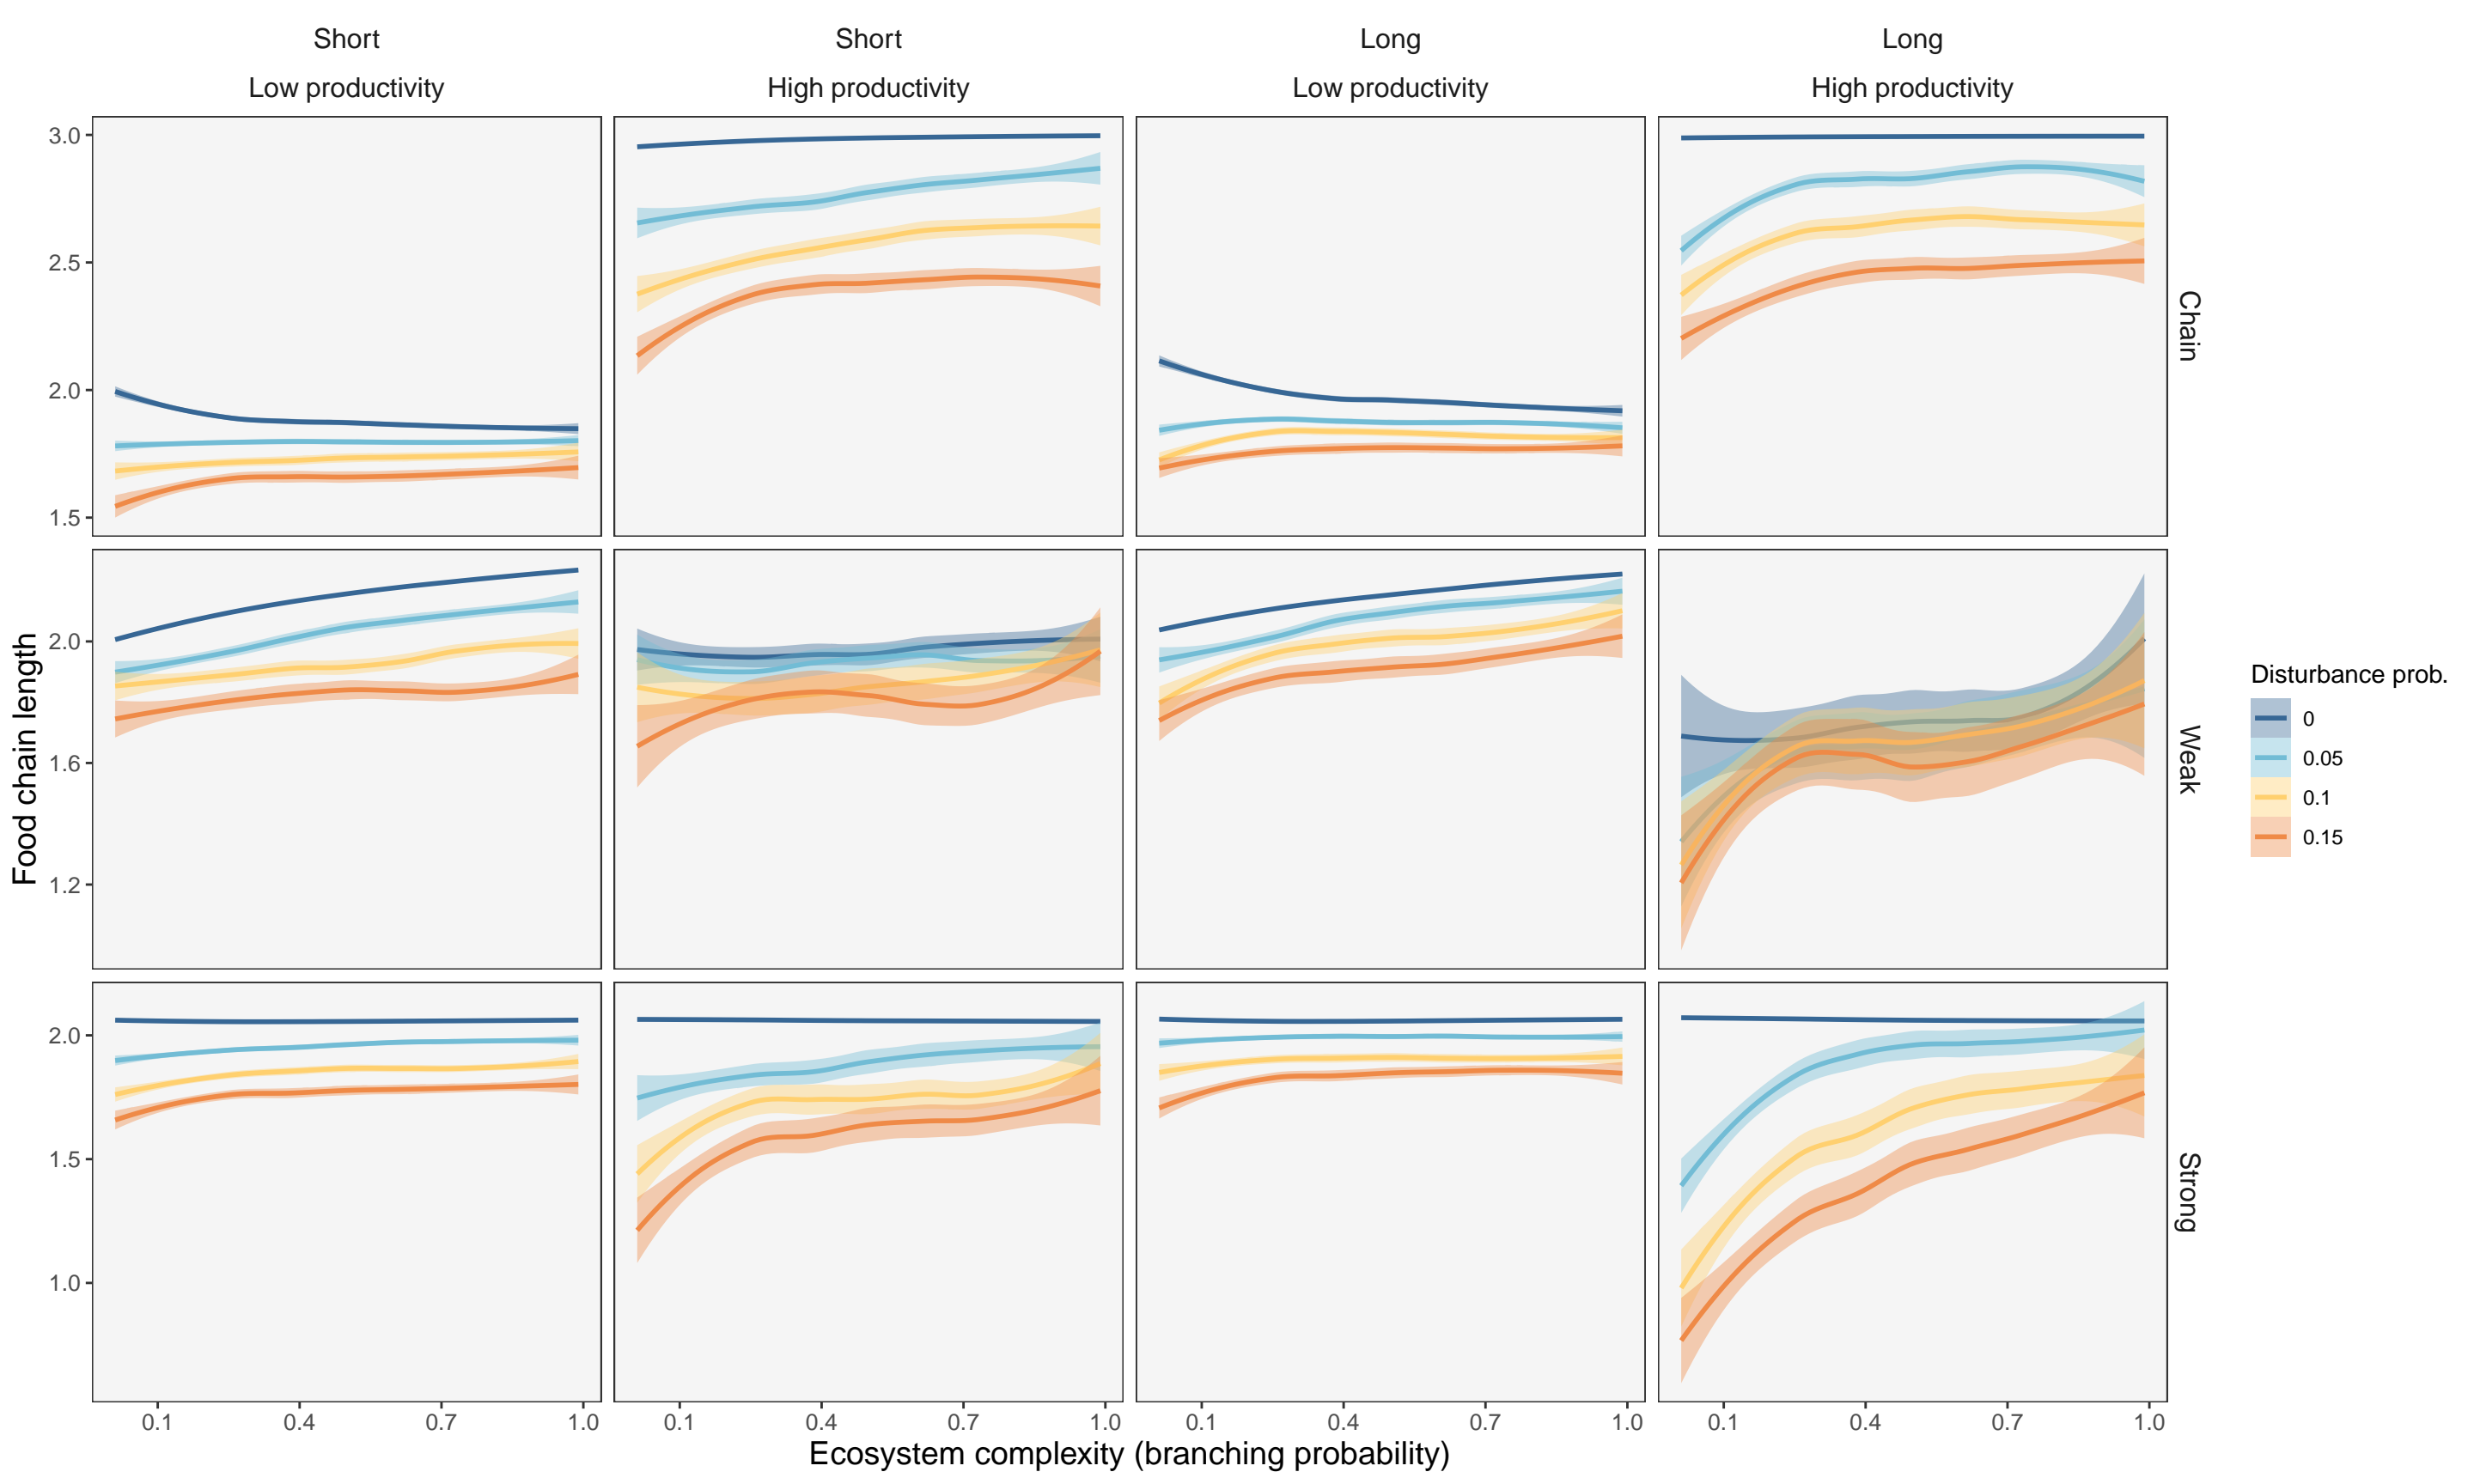 Short
Short
Long
Long
Low productivity
High productivity
Low productivity
High productivity
3.0
2.5
2.0
1.5
Chain
2.0
1.6
1.2
Weak
2.0
1.5
1.0
Strong
Food chain length
0.1 0.4 0.7 1.0
0.1 0.4 0.7 1.0
0.1 0.4 0.7 1.0
0.1 0.4 0.7 1.0
Ecosystem complexity (branching probability)
Disturbance prob.
0
0.05
0.1
0.15